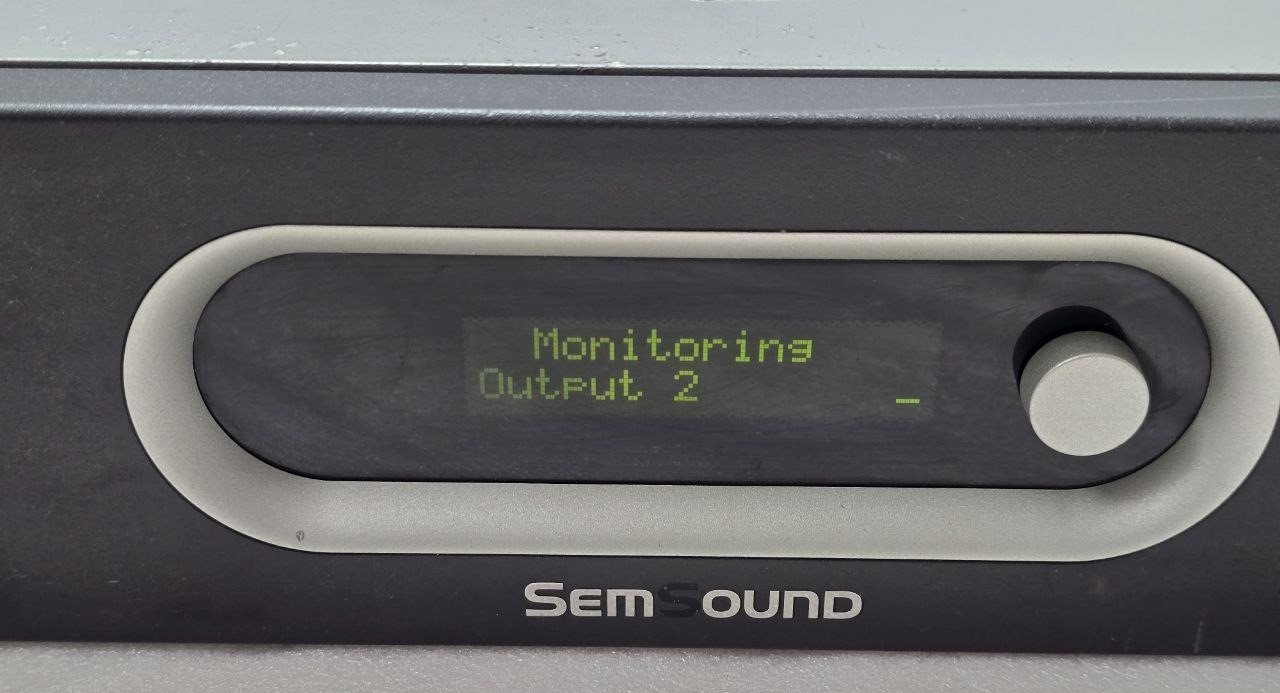 Monitoring
Output 2 _
SEMSOUND